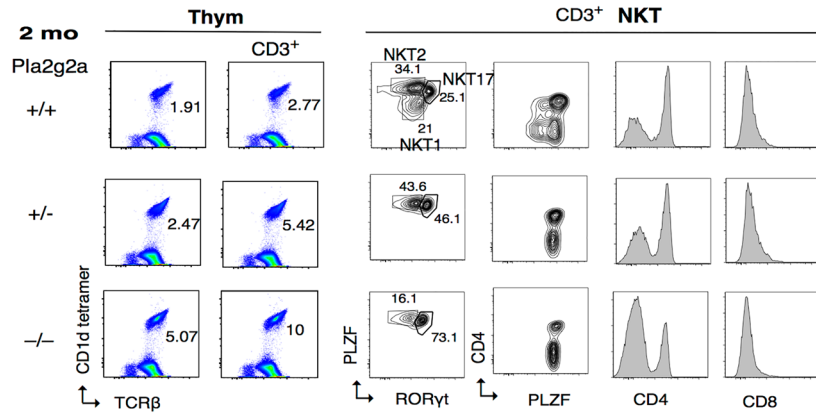 Thym
CD3+ NKT
2 mo
Pla2g2a
CD3+
NKT2
34.1
NKT17
25.1
21
NKT1
+/+
1.91
2.77
+/-
2.47
5.42
43.6
46.1
–/–
5.07
10
16.1
73.1
CD1d tetramer
TCRβ
PLZF
RORγt
CD4
PLZF
CD4
CD8